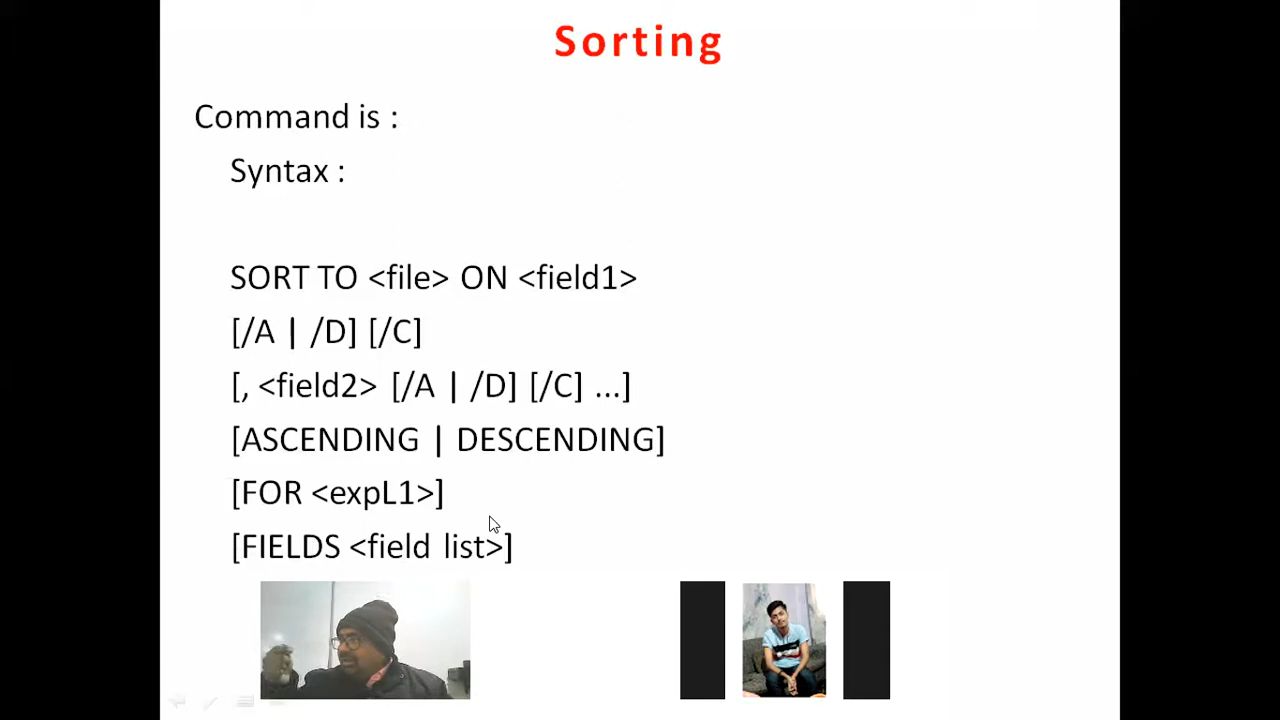 Sorting
Command is :
Syntax :
SORT TO <file> ON <field1>
[/A | /D] [/C]
[, <field2> [/A | /D] [/C] ...]
[ASCENDING | DESCENDING]
[FOR <expL1>]
[FIELDS <field list>]